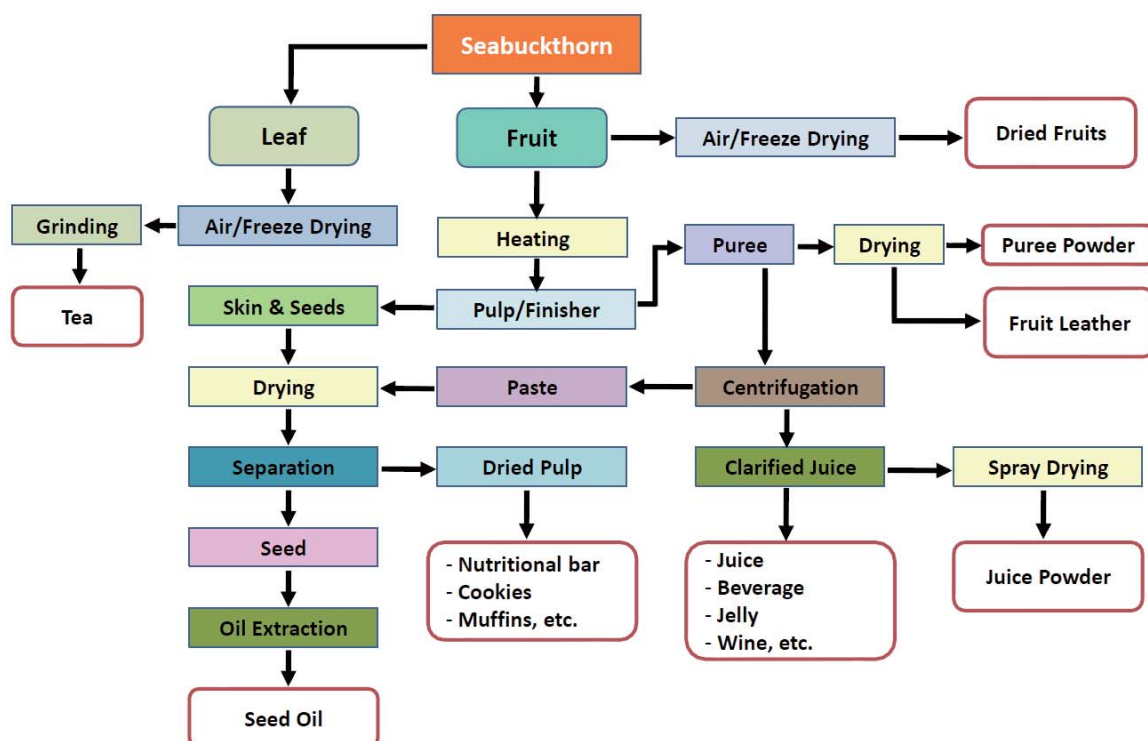 Seabuckthorn
Leaf
Fruit
Air/Freeze Drying
Dried Fruits
Grinding
Air/Freeze Drying
Heating
Puree
Drying
Puree Powder
Tea
Skin & Seeds
Pulp/Finisher
Fruit Leather
Drying
Paste
Centrifugation
Separation
Dried Pulp
Clarified Juice
Spray Drying
Seed
- Nutritional bar
- Cookies
- Muffins, etc.
- Juice
- Beverage
- Jelly
- Wine, etc.
Juice Powder
Oil Extraction
Seed Oil